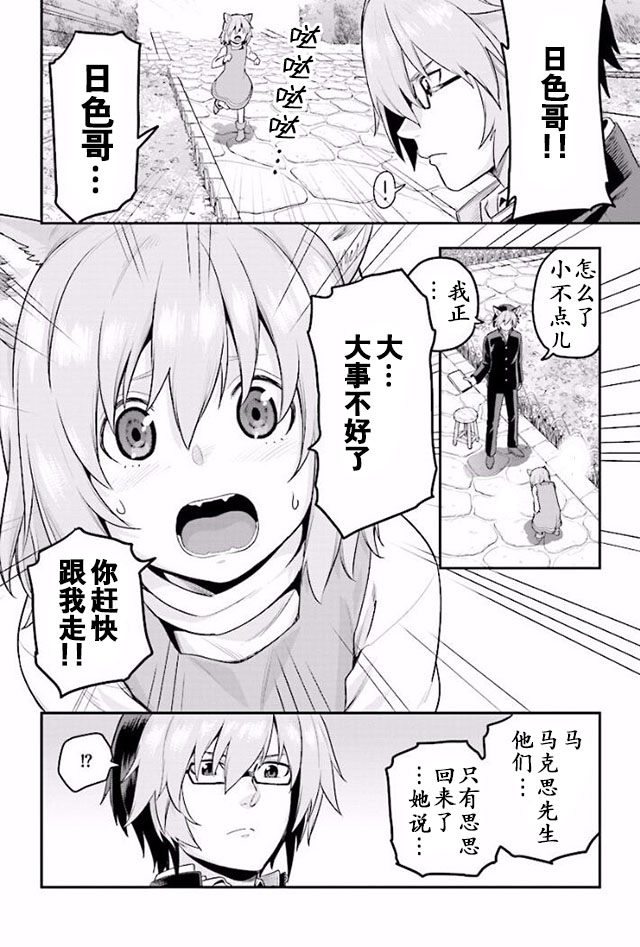 日色哥!!
哒
哒
哒
哒
!
日色哥…
怎么了
小不点儿
我正
…
大…
大事不好了
你赶快
跟我走!!
马
马克思先生
他们…
只有思思
回来了
…她说…
!?